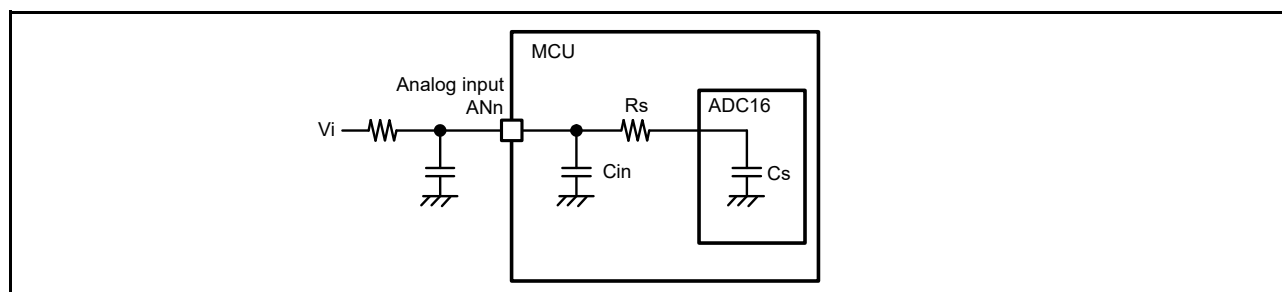 MCU
Analog input
ANn
Rs
ADC16
Vi
Cin
Cs